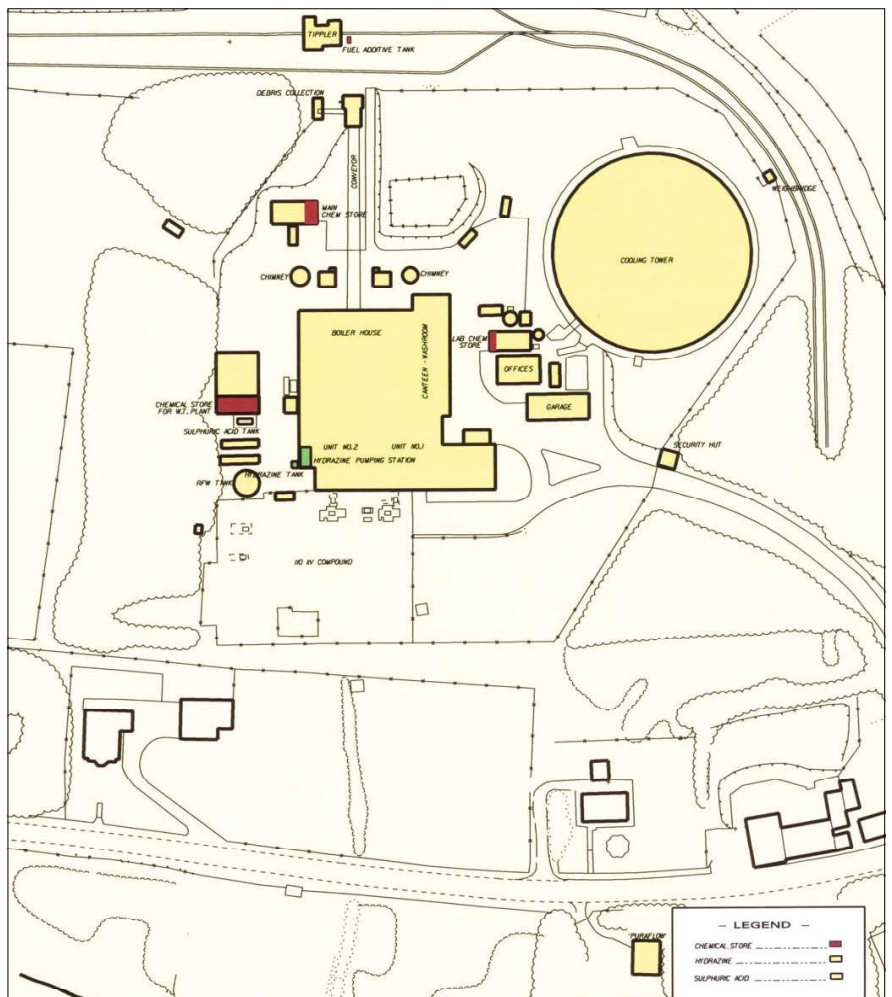 TIPPLER
FUEL ADDITIVE TANK
DEBRIS COLLECTION
CONVEYOR
WEIGHBRIDGE
MAIN
CHEM STORE
COOLING TOWER
CHIMNEY
CHIMNEY
BOILER HOUSE
CANTEEN - WASHROOM
LAB CHEM
STORE
OFFICES
GARAGE
CHEMICAL STORE
FOR W.T. PLANT
SULPHURIC ACID TANK
UNIT NO.2
UNIT NO.1
SECURITY HUT
HYDRAZINE PUMPING STATION
HYDRAZINE TANK
RFW TANK
110 KV COMPOUND
'PURAFLOW'
- LEGEND -
CHEMICAL STORE
HYDRAZINE
SULPHURIC ACID